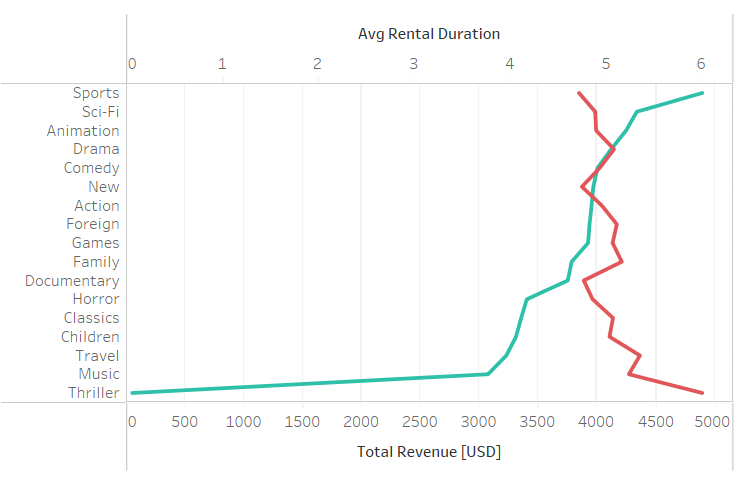 Avg Rental Duration
0 1 2 3 4 5 6
Sports
Sci-Fi
Animation
Drama
Comedy
New
Action
Foreign
Games
Family
Documentary
Horror
Classics
Children
Travel
Music
Thriller
0 500 1000 1500 2000 2500 3000 3500 4000 4500 5000
Total Revenue [USD]